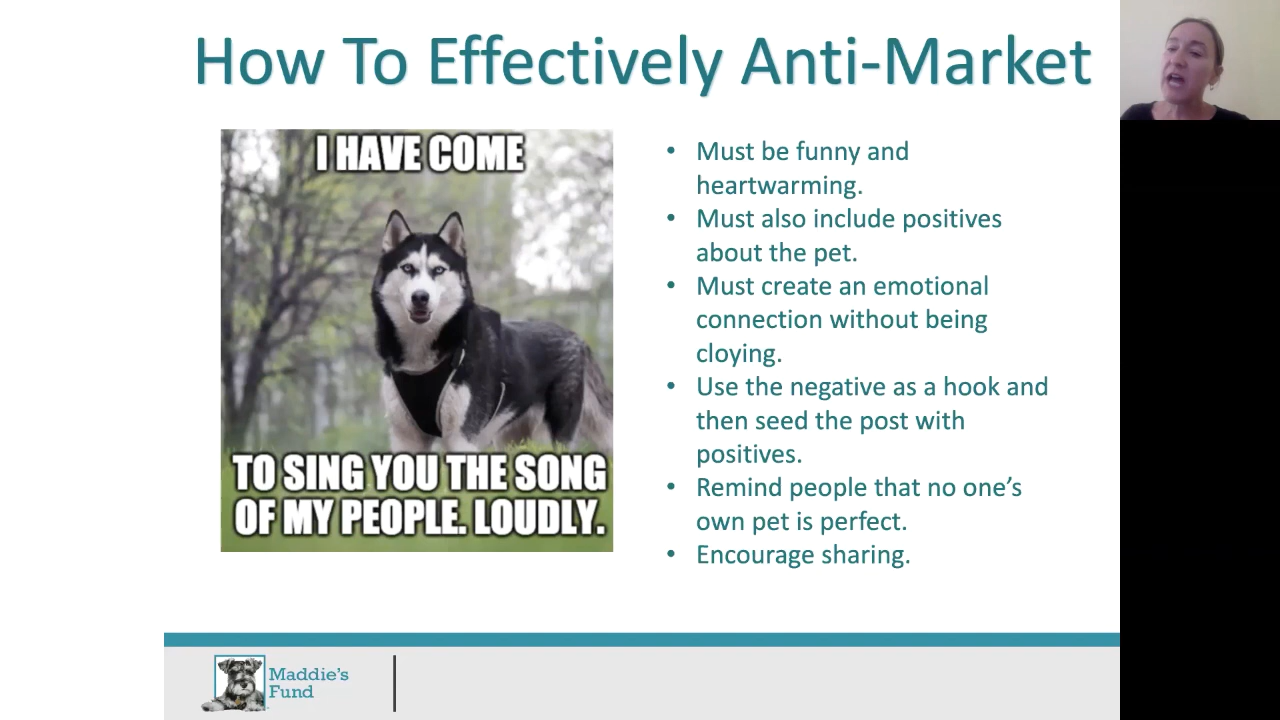 How To Effectively Anti-Market
I HAVE COME
TO SING YOU THE SONG
OF MY PEOPLE. LOUDLY.
• Must be funny and
heartwarming.
• Must also include positives
about the pet.
• Must create an emotional
connection without being
cloying.
• Use the negative as a hook and
then seed the post with
positives.
• Remind people that no one’s
own pet is perfect.
• Encourage sharing.
Maddie’s
Fund